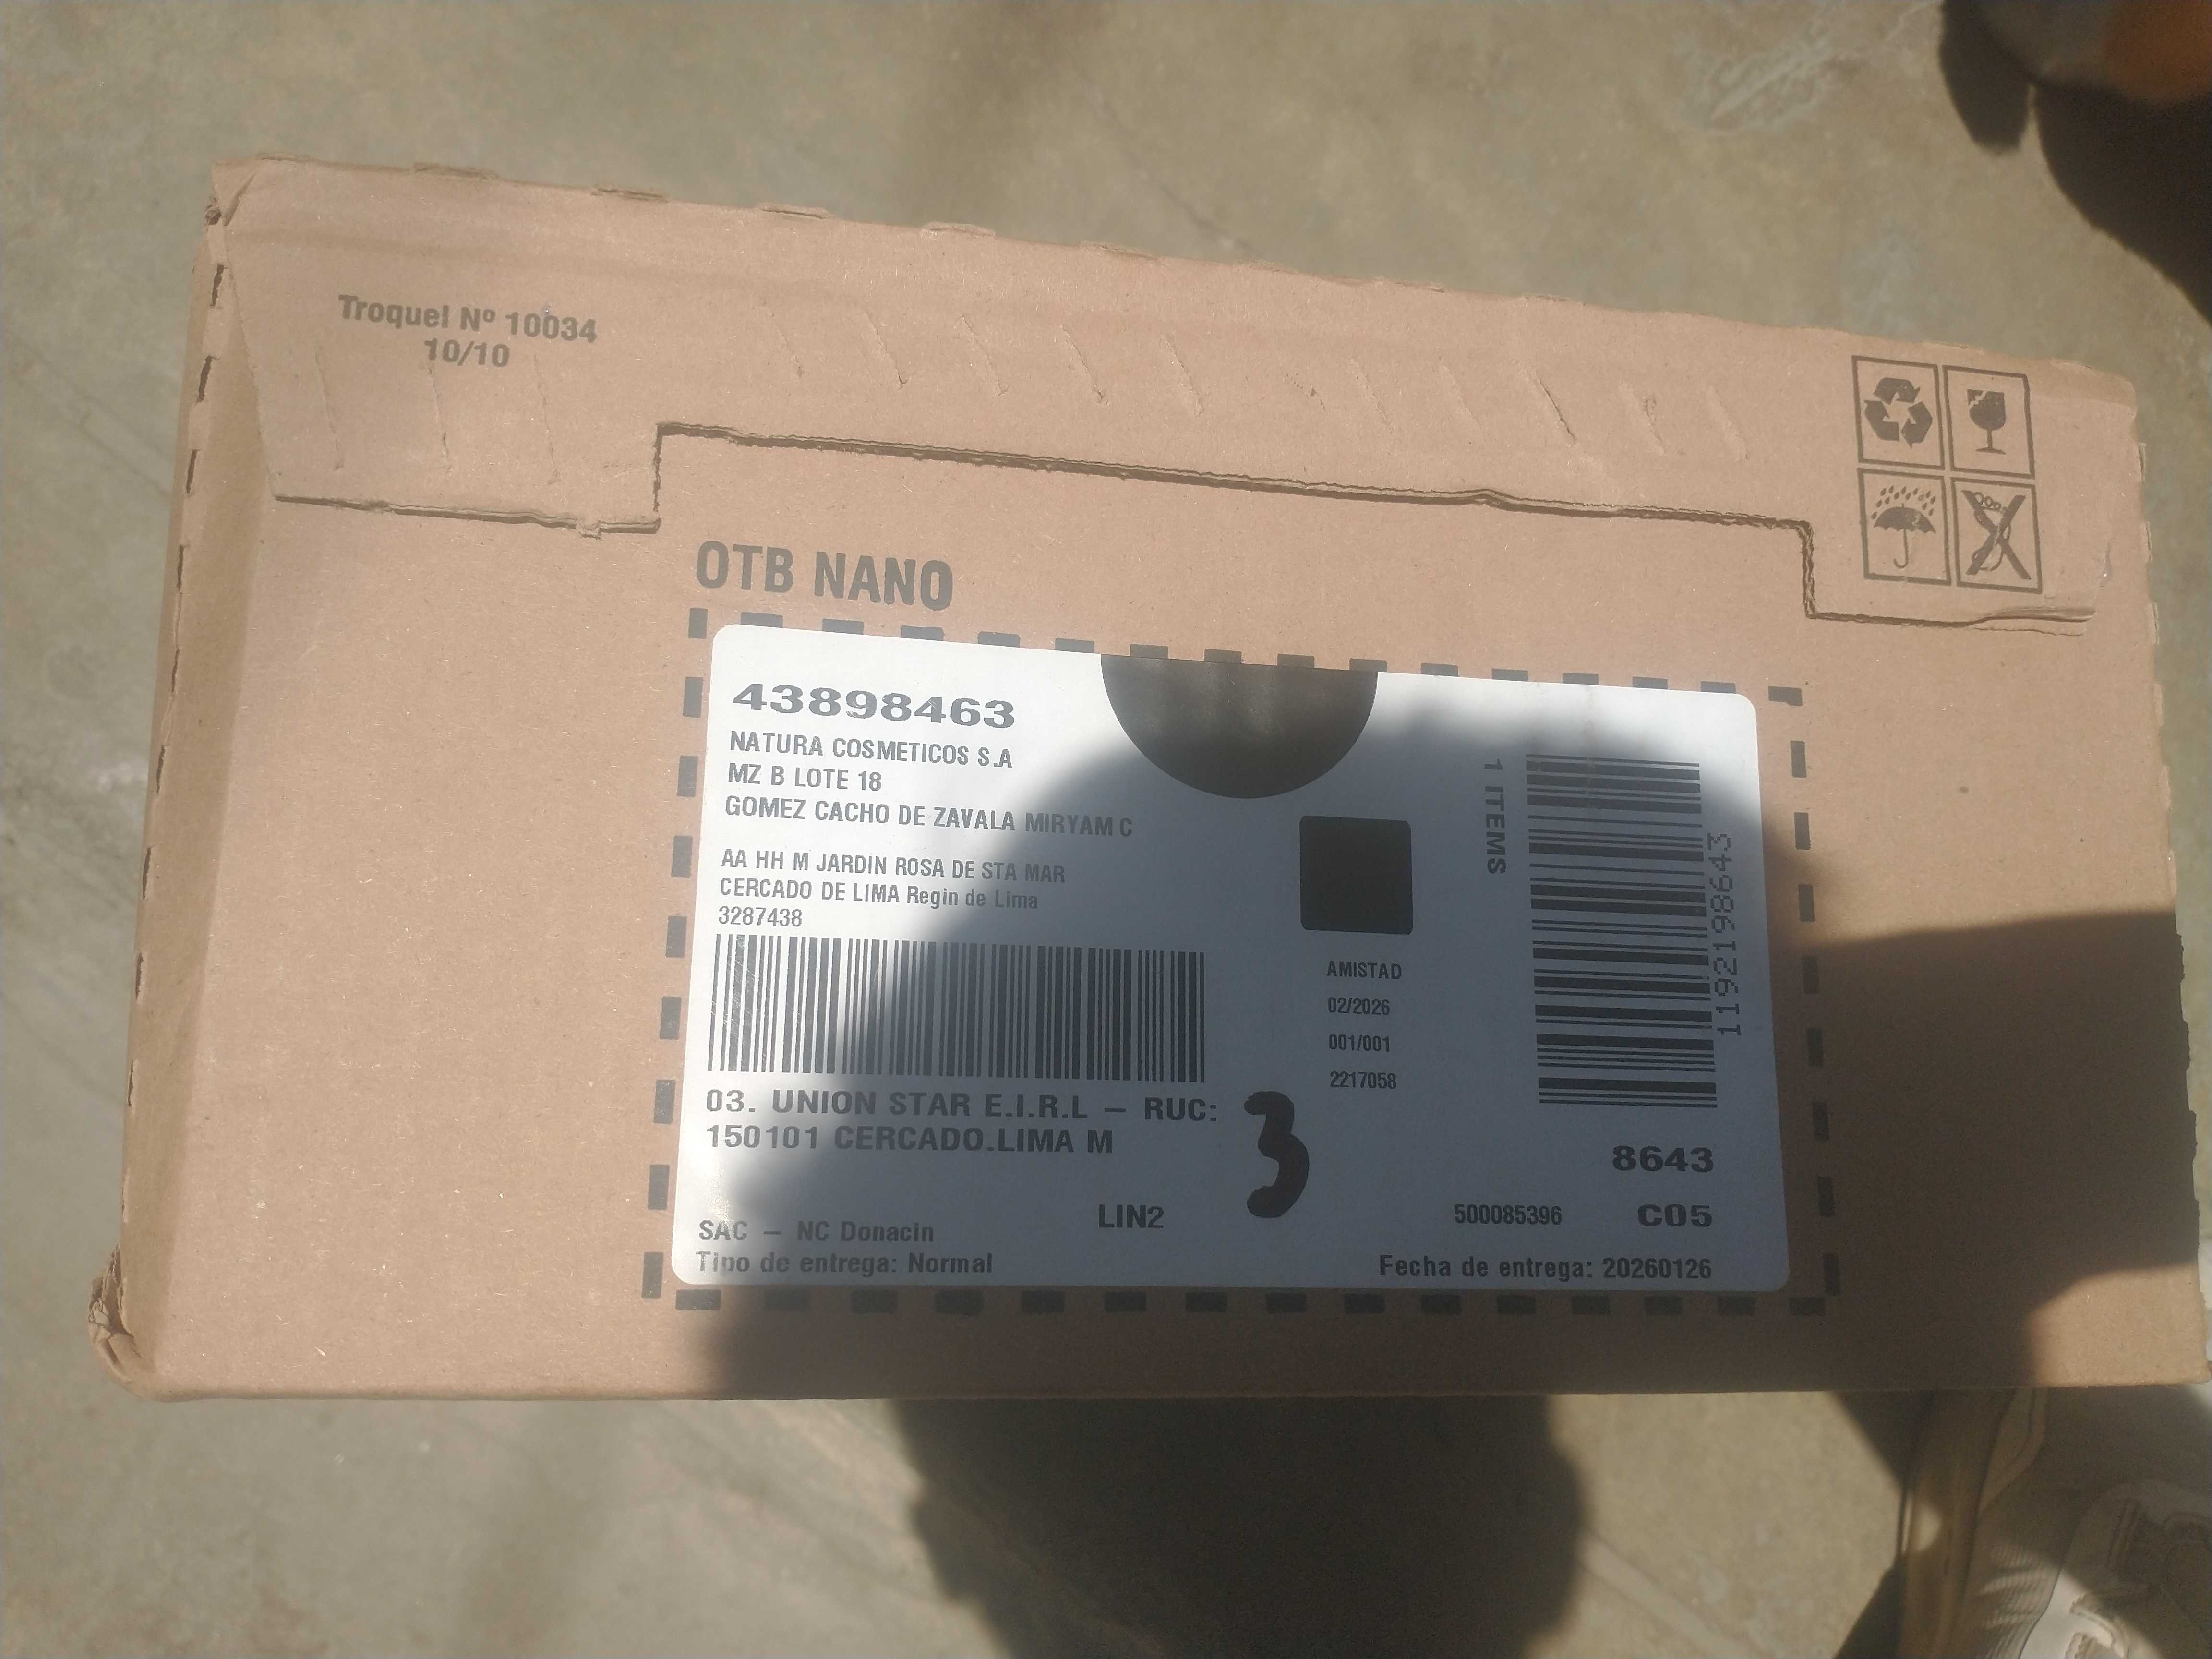 Troquel Nº 10034
10/10
OTB NANO
43898463
NATURA COSMETICOS S.A
MZ B LOTE 18
GOMEZ CACHO DE ZAVALA MIRYAM C
AA HH M JARDIN ROSA DE STA MAR
CERCADO DE LIMA Regin de Lima
3287438
03. UNION STAR E.I.R.L – RUC:
150101 CERCADO.LIMA M
3
SAC – NC Donacin
LIN2
Tipo de entrega: Normal
AMISTAD
02/2026
001/001
2217058
1 ITEMS
1192198643
8643
500085396 C05
Fecha de entrega: 20260126